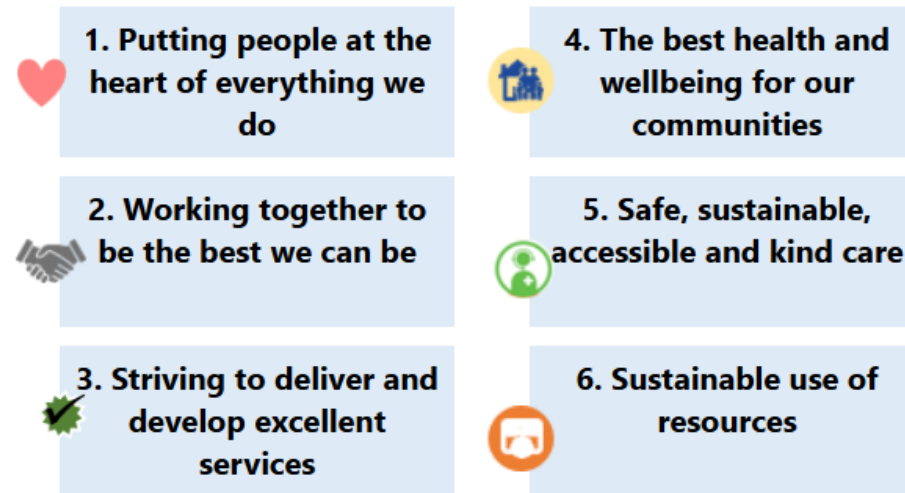 1. Putting people at the
heart of everything we
do
2. Working together to
be the best we can be
3. Striving to deliver and
develop excellent
services
4. The best health and
wellbeing for our
communities
5. Safe, sustainable,
accessible and kind care
6. Sustainable use of
resources